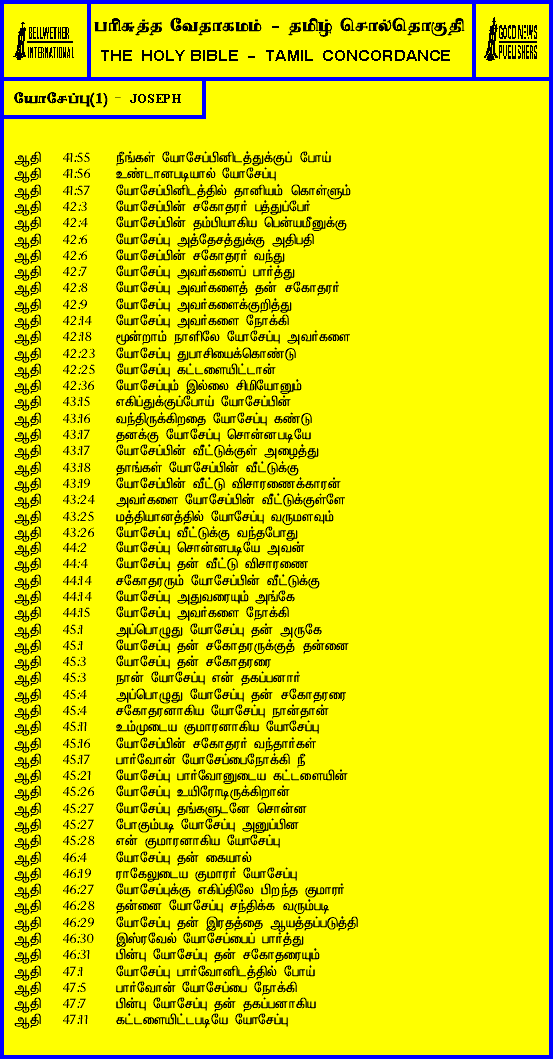 BELLWETHER
INTERNATIONAL
பரிசுத்த வேதாகமம் - தமிழ் சொல்தொகுதி
THE HOLY BIBLE - TAMIL CONCORDANCE
GOOD NEWS
PUBLISHERS
யோசேப்பு(1) - JOSEPH
ஆதி 41:55 நீங்கள் யோசேப்பினிடத்துக்குப் போய்
ஆதி 41:56 உண்டானபடியால் யோசேப்பு
ஆதி 41:57 யோசேப்பினிடத்தில் தானியம் கொள்ளும்
ஆதி 42:3 யோசேப்பின் சகோதரர் பத்துப்பேர்
ஆதி 42:4 யோசேப்பின் தம்பியாகிய பென்யமீனுக்கு
ஆதி 42:6 யோசேப்பு அத்தேசத்துக்கு அதிபதி
ஆதி 42:6 யோசேப்பின் சகோதரர் வந்து
ஆதி 42:7 யோசேப்பு அவர்களைப் பார்த்து
ஆதி 42:8 யோசேப்பு அவர்களைத் தன் சகோதரர்
ஆதி 42:9 யோசேப்பு அவர்களைக்குறித்து
ஆதி 42:14 யோசேப்பு அவர்களை நோக்கி
ஆதி 42:18 மூன்றாம் நாளிலே யோசேப்பு அவர்களை
ஆதி 42:23 யோசேப்பு துபாசியைக்கொண்டு
ஆதி 42:25 யோசேப்பு கட்டளையிட்டான்
ஆதி 42:36 யோசேப்பும் இல்லை சிமியோனும்
ஆதி 43:15 எகிப்துக்குப்போய் யோசேப்பின்
ஆதி 43:16 வந்திருக்கிறதை யோசேப்பு கண்டு
ஆதி 43:17 தனக்கு யோசேப்பு சொன்னபடியே
ஆதி 43:17 யோசேப்பின் வீட்டுக்குள் அழைத்து
ஆதி 43:18 தாங்கள் யோசேப்பின் வீட்டுக்கு
ஆதி 43:19 யோசேப்பின் வீட்டு விசாரணைக்காரன்
ஆதி 43:24 அவர்களை யோசேப்பின் வீட்டுக்குள்ளே
ஆதி 43:25 மத்தியானத்தில் யோசேப்பு வருமளவும்
ஆதி 43:26 யோசேப்பு வீட்டுக்கு வந்தபோது
ஆதி 44:2 யோசேப்பு சொன்னபடியே அவன்
ஆதி 44:4 யோசேப்பு தன் வீட்டு விசாரணை
ஆதி 44:14 சகோதரரும் யோசேப்பின் வீட்டுக்கு
ஆதி 44:14 யோசேப்பு அதுவரையும் அங்கே
ஆதி 44:15 யோசேப்பு அவர்களை நோக்கி
ஆதி 45:1 அப்பொழுது யோசேப்பு தன் அருகே
ஆதி 45:1 யோசேப்பு தன் சகோதரருக்குத் தன்னை
ஆதி 45:3 யோசேப்பு தன் சகோதரரை
ஆதி 45:3 நான் யோசேப்பு என் தகப்பனார்
ஆதி 45:4 அப்பொழுது யோசேப்பு தன் சகோதரரை
ஆதி 45:4 சகோதரனாகிய யோசேப்பு நான்தான்
ஆதி 45:11 உம்முடைய குமாரனாகிய யோசேப்பு
ஆதி 45:16 யோசேப்பின் சகோதரர் வந்தார்கள்
ஆதி 45:17 பார்வோன் யோசேப்பைநோக்கி நீ
ஆதி 45:21 யோசேப்பு பார்வோனுடைய கட்டளையின்
ஆதி 45:26 யோசேப்பு உயிரோடிருக்கிறான்
ஆதி 45:27 யோசேப்பு தங்களுடனே சொன்ன
ஆதி 45:27 போகும்படி யோசேப்பு அனுப்பின
ஆதி 45:28 என் குமாரனாகிய யோசேப்பு
ஆதி 46:4 யோசேப்பு தன் கையால்
ஆதி 46:19 ராகேலுடைய குமாரர் யோசேப்பு
ஆதி 46:27 யோசேப்புக்கு எகிப்திலே பிறந்த குமாரர்
ஆதி 46:28 தன்னை யோசேப்பு சந்திக்க வரும்படி
ஆதி 46:29 யோசேப்பு தன் இரதத்தை ஆயத்தப்படுத்தி
ஆதி 46:30 இஸ்ரவேல் யோசேப்பைப் பார்த்து
ஆதி 46:31 பின்பு யோசேப்பு தன் சகோதரரையும்
ஆதி 47:1 யோசேப்பு பார்வோனிடத்தில் போய்
ஆதி 47:5 பார்வோன் யோசேப்பை நோக்கி
ஆதி 47:7 பின்பு யோசேப்பு தன் தகப்பனாகிய
ஆதி 47:11 கட்டளையிட்டபடியே யோசேப்பு